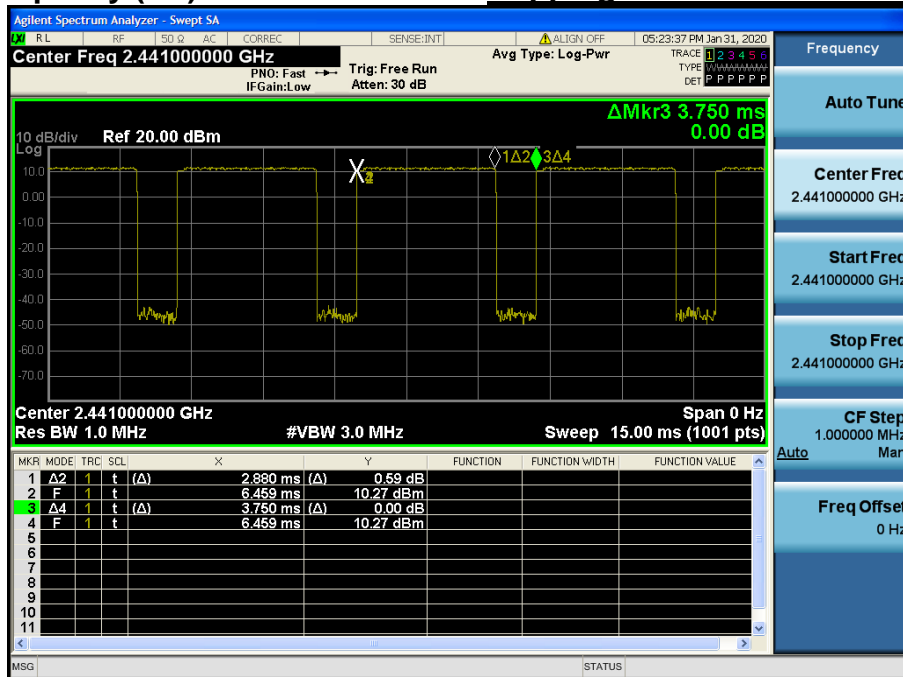 Agilent Spectrum Analyzer - Swept SA
LXI RL RF 50 Ω AC CORREC SENSE:INT ALIGN OFF 05:23:37 PM Jan 31, 2020
Center Freq 2.441000000 GHz
PNO: Fast
IFGain:Low
Trig: Free Run
Atten: 30 dB
Avg Type: Log-Pwr
TRACE 1 2 3 4 5 6
TYPE
DET P P P P P P
ΔMkr3 3.750 ms
0.00 dB
10 dB/div Ref 20.00 dBm
Log
1Δ2 3Δ4
10.0
0.00
-10.0
-20.0
-30.0
-40.0
-50.0
-60.0
-70.0
Center 2.441000000 GHz Span 0 Hz
Res BW 1.0 MHz #VBW 3.0 MHz Sweep 15.00 ms (1001 pts)
MKR MODE TRC SCL X Y FUNCTION FUNCTION WIDTH FUNCTION VALUE
1 Δ2 1 t (Δ) 2.880 ms (Δ) 0.59 dB
2 F 1 t 6.459 ms 10.27 dBm
3 Δ4 1 t (Δ) 3.750 ms (Δ) 0.00 dB
4 F 1 t 6.459 ms 10.27 dBm
5
6
7
8
9
10
11
MSG STATUS
Frequency
Auto Tune
Center Freq
2.441000000 GHz
Start Freq
2.441000000 GHz
Stop Freq
2.441000000 GHz
CF Step
1.000000 MHz
Auto Man
Freq Offset
0 Hz